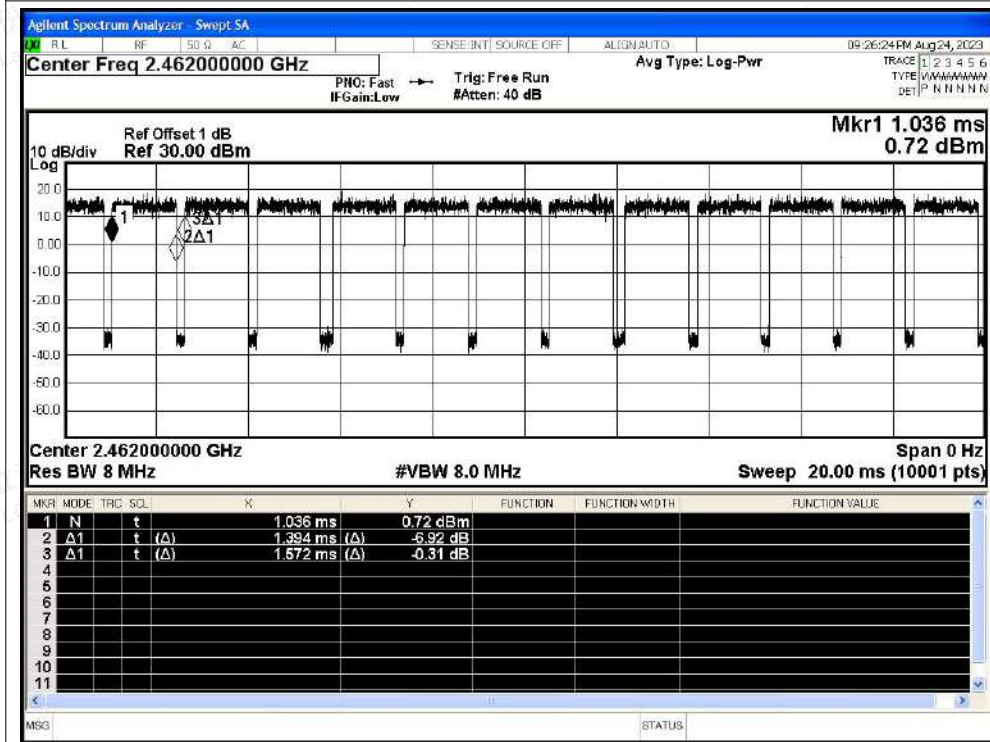 Agilent Spectrum Analyzer - Swept SA
LXI RL RF 50 Ω AC SENSE:INT SOURCE OFF ALIGNAUTO 09:26:24 PM Aug 24, 2023
Center Freq 2.462000000 GHz
PNO: Fast
IFGain:Low
Trig: Free Run
#Atten: 40 dB
Avg Type: Log-Pwr
TRACE 1 2 3 4 5 6
TYPE
DET P N N N N N
Ref Offset 1 dB
10 dB/div Ref 30.00 dBm
Log
Mkr1 1.036 ms
0.72 dBm
20.0
10.0
0.00
-10.0
-20.0
-30.0
-40.0
-50.0
-60.0
1
3Δ1
2Δ1
Center 2.462000000 GHz Span 0 Hz
Res BW 8 MHz #VBW 8.0 MHz Sweep 20.00 ms (10001 pts)
MKR MODE TRC SCL X Y FUNCTION FUNCTION WIDTH FUNCTION VALUE
1 N t 1.036 ms 0.72 dBm
2 Δ1 t (Δ) 1.394 ms (Δ) -6.92 dB
3 Δ1 t (Δ) 1.572 ms (Δ) -0.31 dB
4
5
6
7
8
9
10
11
MSG STATUS